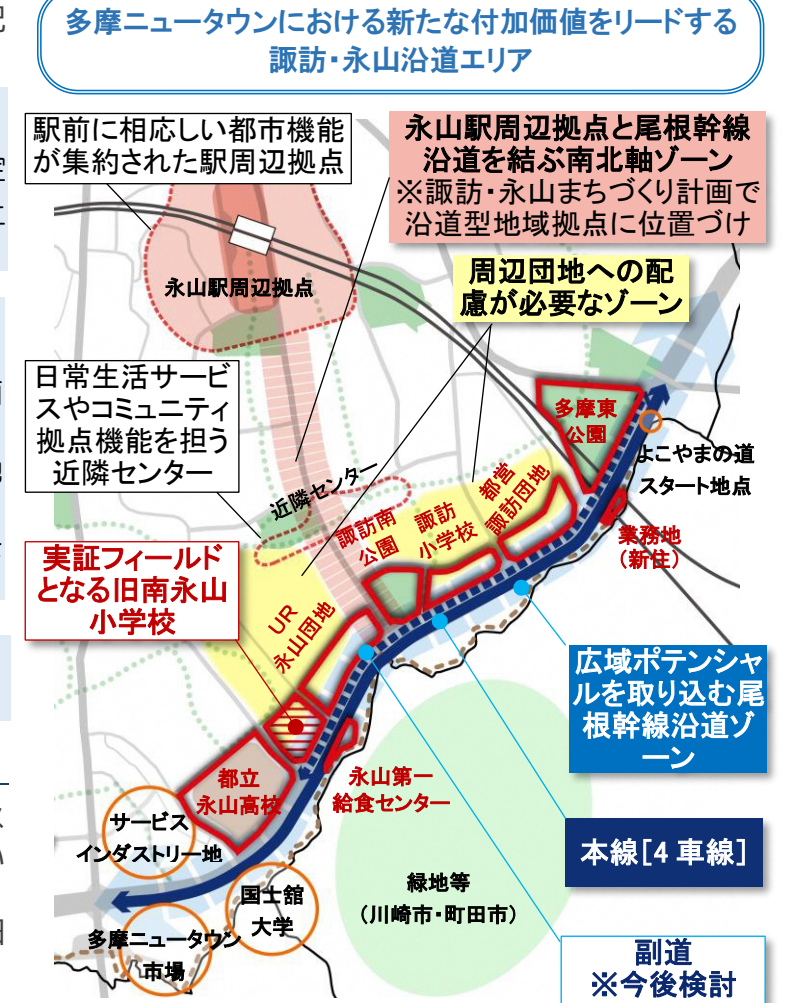 多摩ニュータウンにおける新たな付加価値をリードする
諏訪・永山沿道エリア
駅前に相応しい都市機能
が集約された駅周辺拠点
永山駅周辺拠点と尾根幹線
沿道を結ぶ南北軸ゾーン
※諏訪・永山まちづくり計画で
沿道型地域拠点に位置づけ
永山駅周辺拠点
周辺団地への配
慮が必要なゾーン
日常生活サービ
スやコミュニティ
拠点機能を担う
近隣センター
近隣センター
多摩東
公園
よこやまの道
スタート地点
業務地
(新住)
都営
諏訪団地
諏訪
小学校
諏訪南
公園
実証フィールド
となる旧南永山
小学校
UR
永山団地
広域ポテンシャ
ルを取り込む尾
根幹線沿道ゾ
ーン
都立
永山高校
永山第一
給食センター
サービス
インダストリー地
本線[4 車線]
緑地等
(川崎市・町田市)
国士舘
大学
多摩ニュータウン
市場
副道
※今後検討